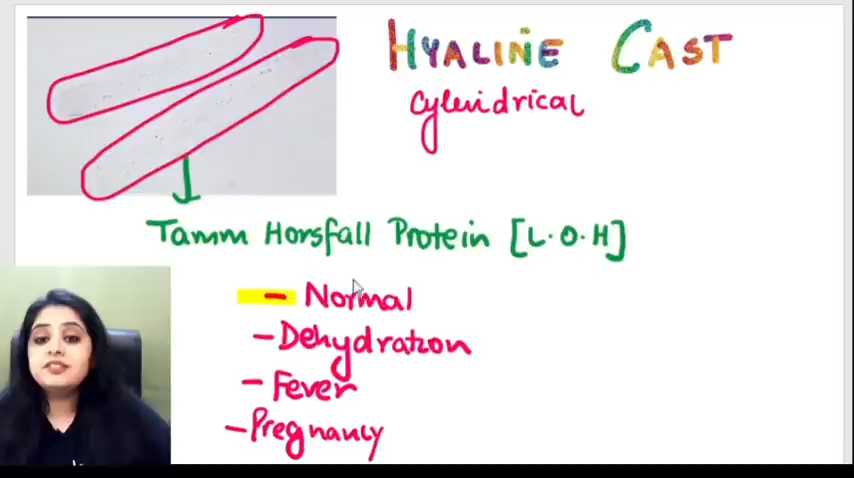 HYALINE CAST
Cylindrical
Tamm Horsfall Protein [L.O.H]
- Normal
- Dehydration
- Fever
- Pregnancy